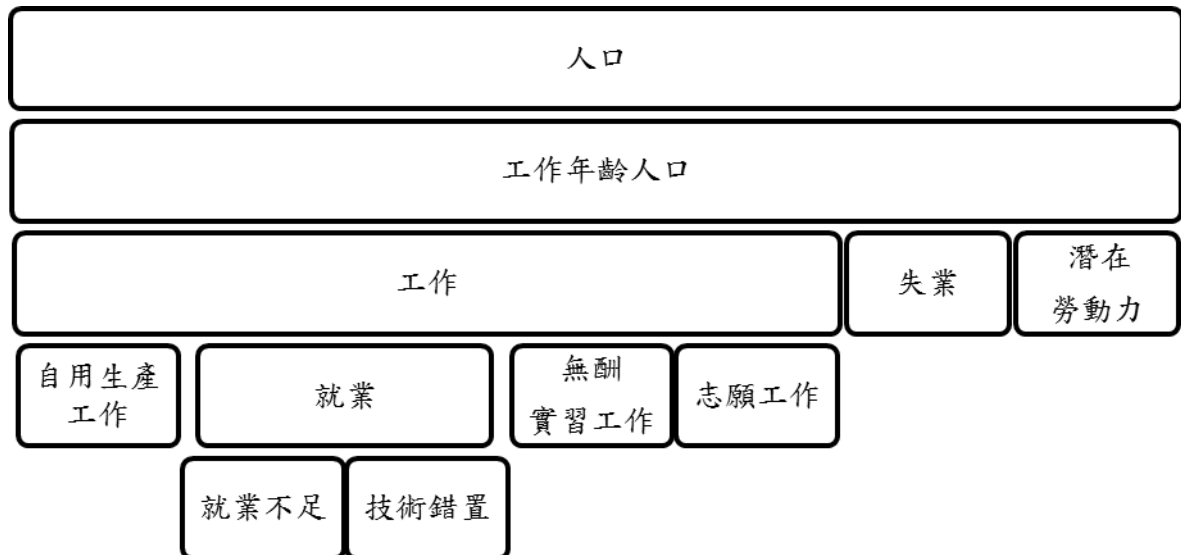 人口
工作年齡人口
工作
失業
潛在
勞動力
自用生產
工作
就業
無酬
實習工作
志願工作
就業不足
技術錯置